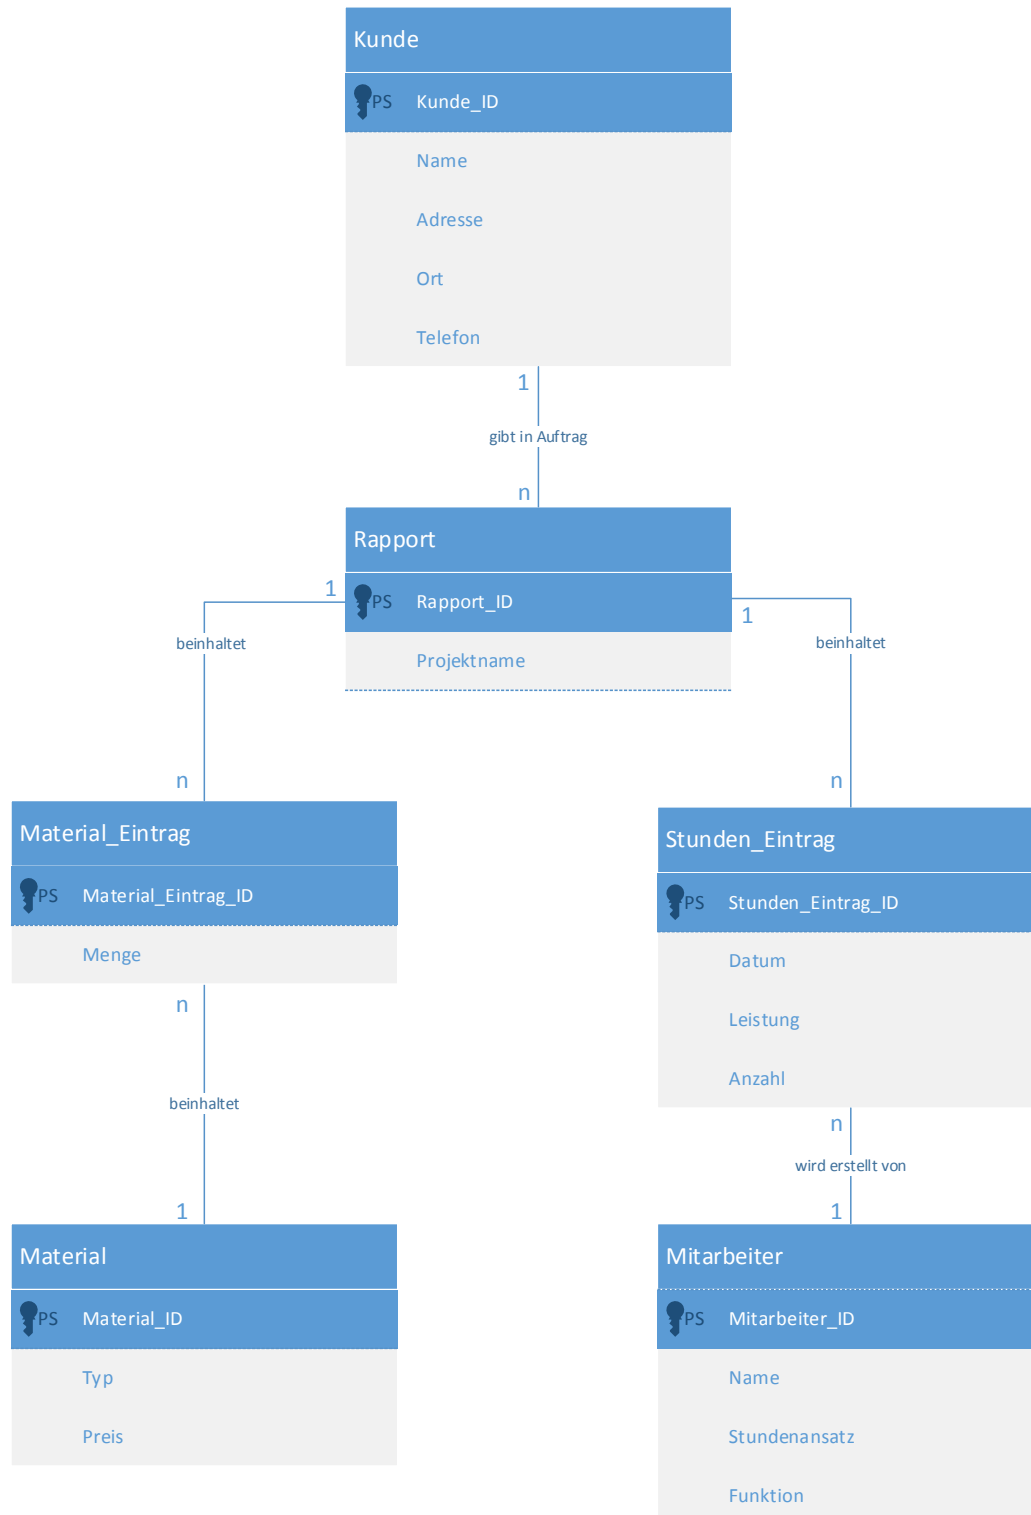 Kunde
PS Kunde_ID
Name
Adresse
Ort
Telefon
1
gibt in Auftrag
n
Rapport
1
PS Rapport_ID
1
Projektname
beinhaltet
beinhaltet
n
n
Material_Eintrag
PS Material_Eintrag_ID
Menge
Stunden_Eintrag
PS Stunden_Eintrag_ID
Datum
Leistung
Anzahl
n
beinhaltet
1
n
wird erstellt von
1
Material
PS Material_ID
Typ
Preis
Mitarbeiter
PS Mitarbeiter_ID
Name
Stundenansatz
Funktion